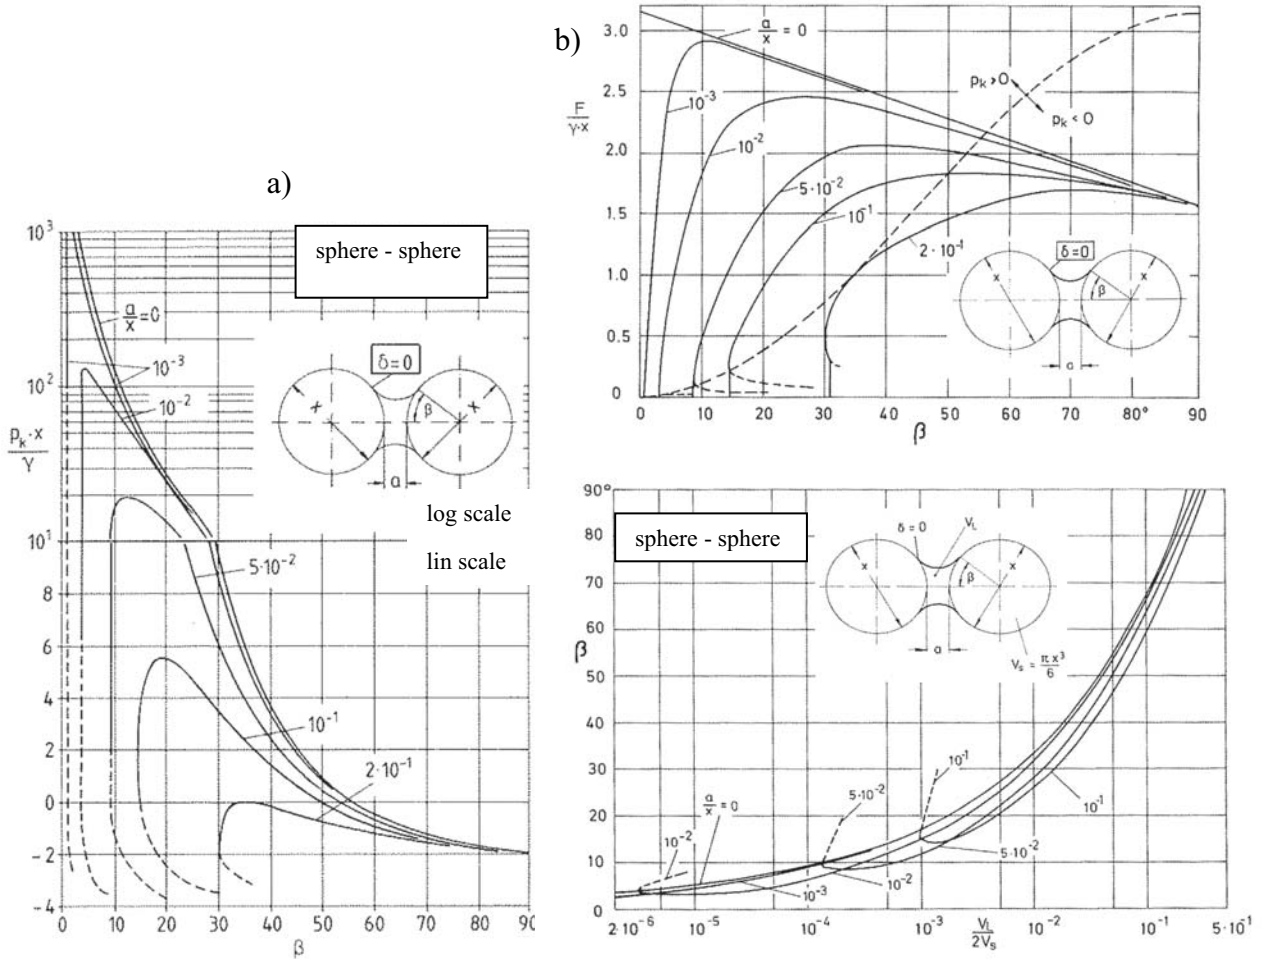 a)
sphere - sphere
10³
10²
10¹
8
6
4
2
0
-2
-4
p_k·x/γ
a/x = 0
10⁻³
10⁻²
5·10⁻²
10⁻¹
2·10⁻¹
δ=0
x
x
β
a
log scale
lin scale
0 10 20 30 40 50 60 70 80 90
β
b)
3.0
2.5
2.0
1.5
1.0
0.5
0
F/γ·x
a/x = 0
10⁻³
10⁻²
5·10⁻²
10⁻¹
2·10⁻¹
p_k > 0
p_k < 0
δ=0
x
x
β
a
0 10 20 30 40 50 60 70 80° 90
β
sphere - sphere
90°
80
70
60
50
40
30
20
10
0
β
δ = 0
V_L
x
x
β
a
V_s = πx³/6
10⁻¹
5·10⁻²
10⁻²
a/x = 0
10⁻³
10⁻²
5·10⁻²
10⁻¹
2·10⁻⁶ 10⁻⁵ 10⁻⁴ 10⁻³ V_L/2V_s 10⁻² 10⁻¹ 5·10⁻¹